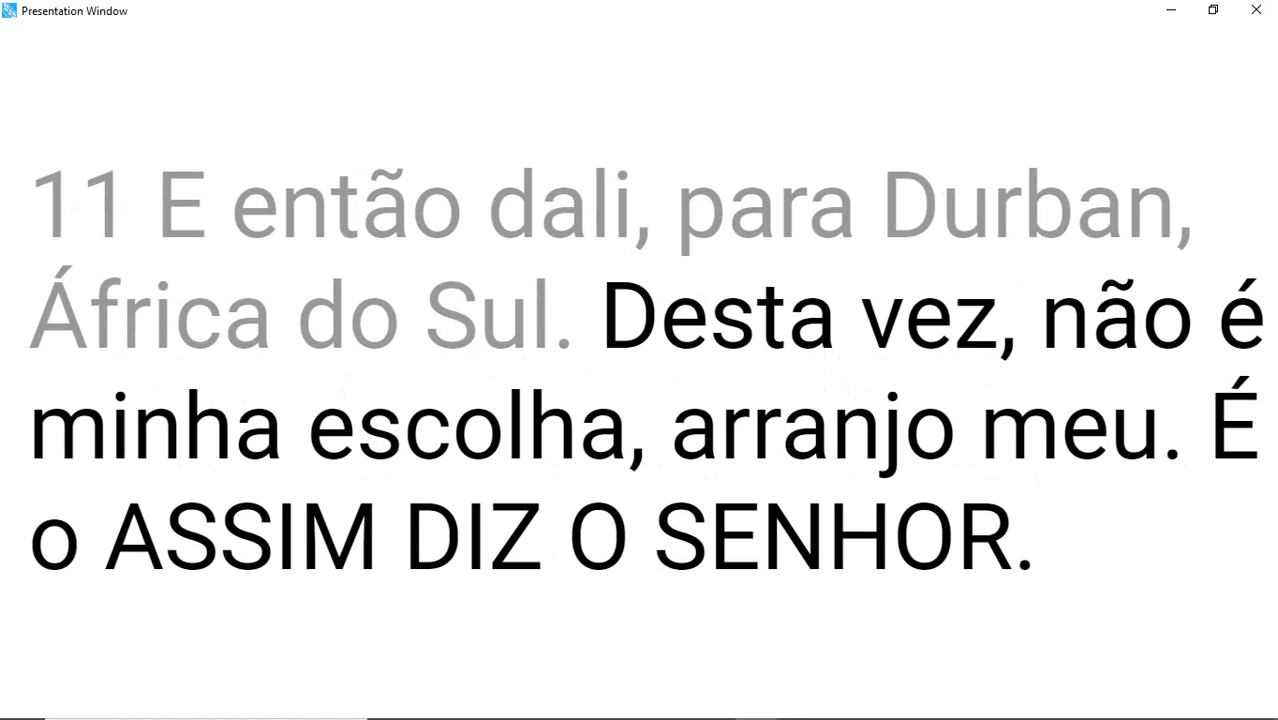 Presentation Window
11 E então dali, para Durban,
África do Sul. Desta vez, não é
minha escolha, arranjo meu. É
o ASSIM DIZ O SENHOR.